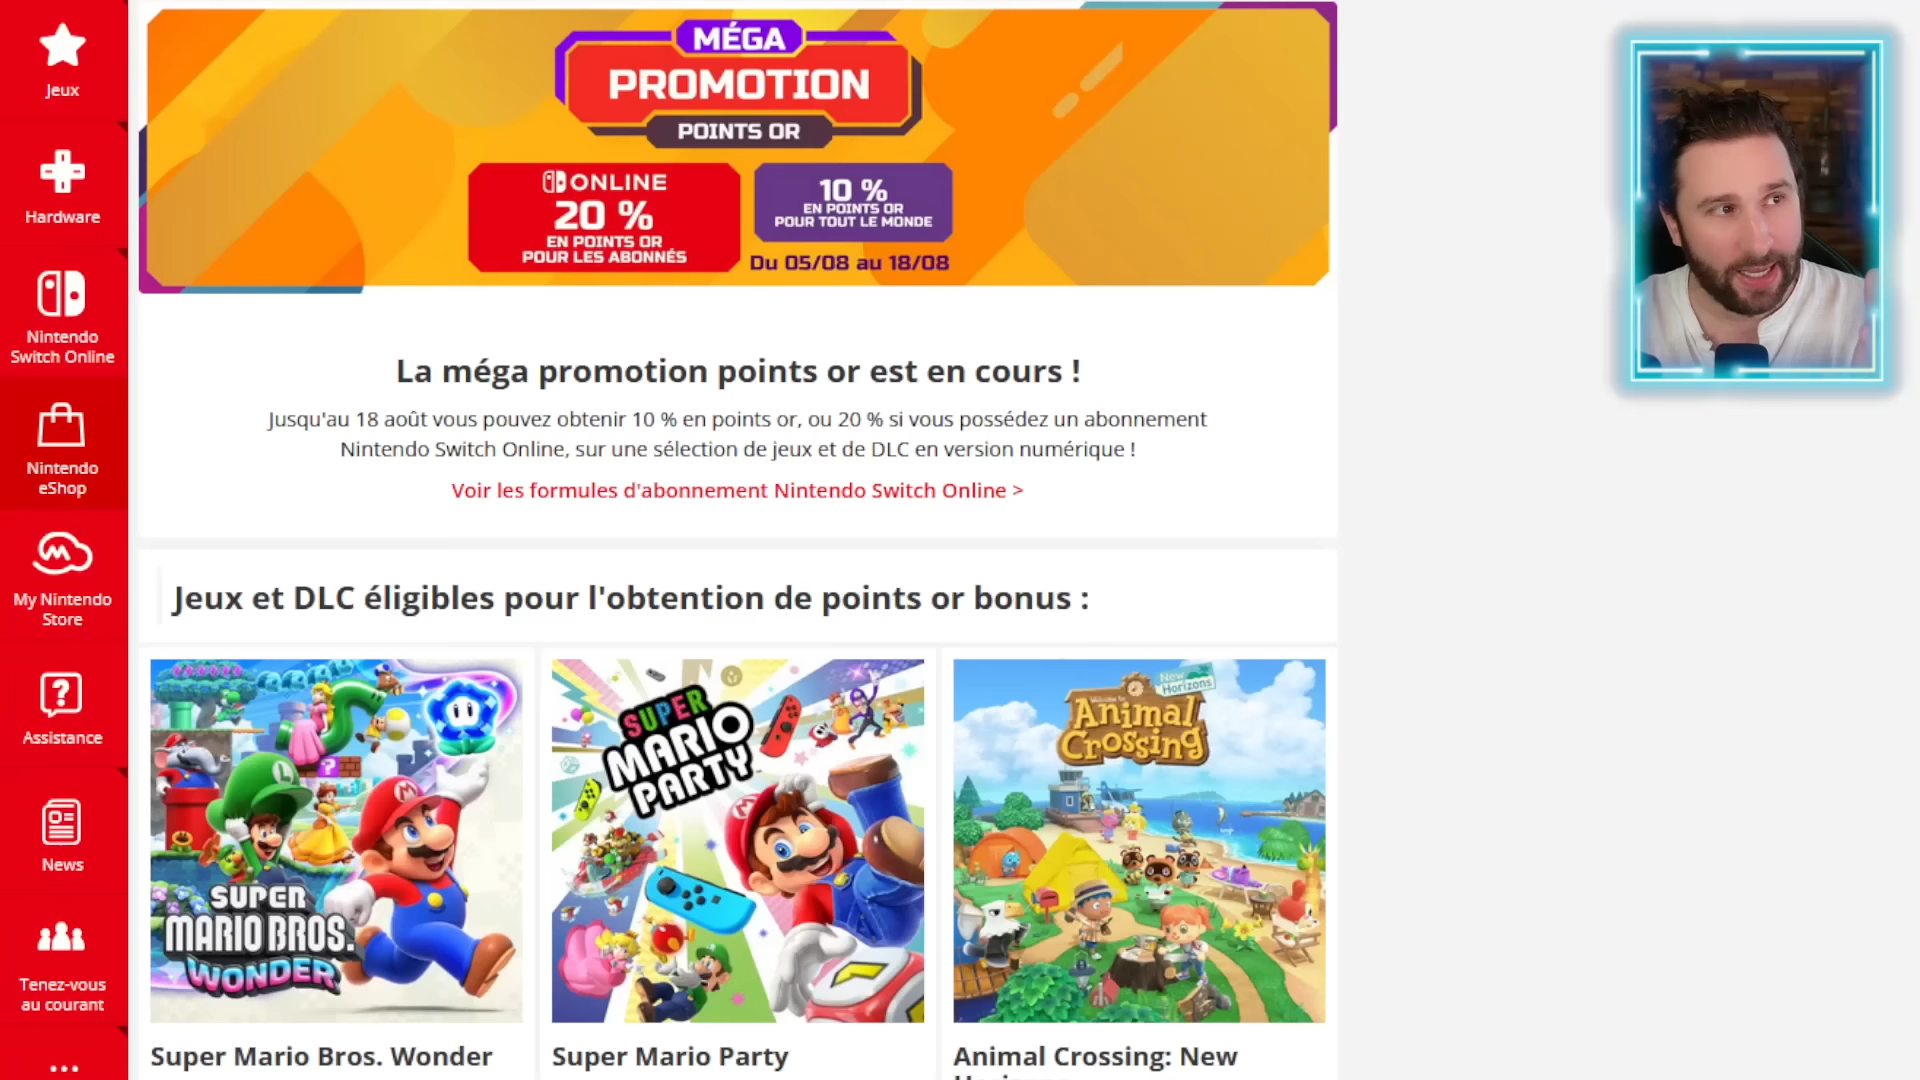 Jeux
Hardware
Nintendo
Switch Online
Nintendo
eShop
My Nintendo
Store
Assistance
News
Tenez-vous
au courant
...
MÉGA
PROMOTION
POINTS OR
ONLINE
20 %
EN POINTS OR
POUR LES ABONNÉS
10 %
EN POINTS OR
POUR TOUT LE MONDE
Du 05/08 au 18/08
La méga promotion points or est en cours !
Jusqu'au 18 août vous pouvez obtenir 10 % en points or, ou 20 % si vous possédez un abonnement
Nintendo Switch Online, sur une sélection de jeux et de DLC en version numérique !
Voir les formules d'abonnement Nintendo Switch Online >
Jeux et DLC éligibles pour l'obtention de points or bonus :
SUPER
MARIO BROS.
WONDER
Super Mario Bros. Wonder
SUPER
MARIO
PARTY
Super Mario Party
New
Horizons
Animal
Crossing
Animal Crossing: New